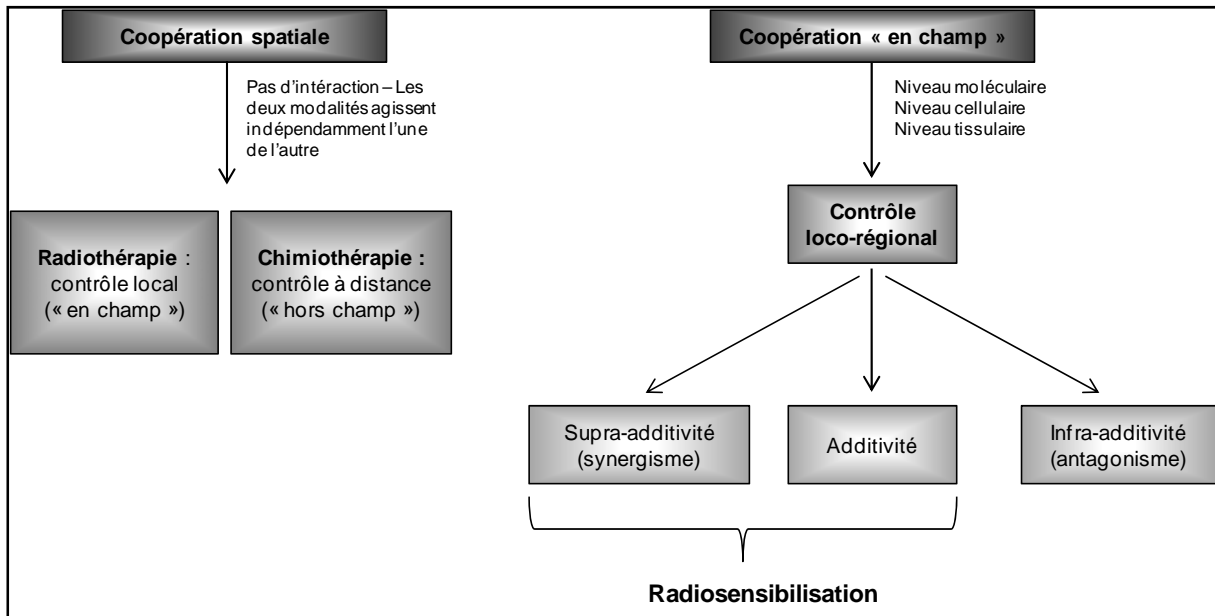 Coopération spatiale
Pas d'intéraction – Les
deux modalités agissent
indépendamment l'une
de l'autre
Radiothérapie :
contrôle local
(« en champ »)
Chimiothérapie :
contrôle à distance
(« hors champ »)
Coopération « en champ »
Niveau moléculaire
Niveau cellulaire
Niveau tissulaire
Contrôle
loco-régional
Supra-additivité
(synergisme)
Additivité
Infra-additivité
(antagonisme)
Radiosensibilisation